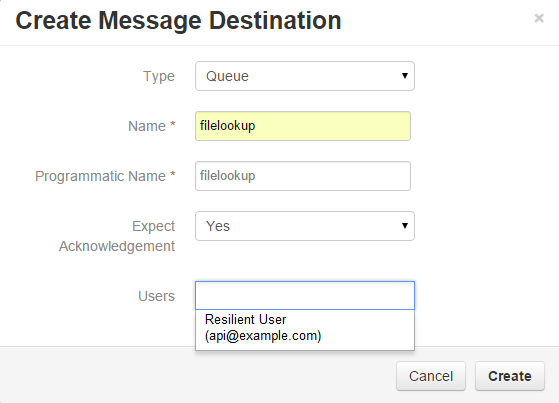 Create Message Destination ×
Type Queue
Name * filelookup
Programmatic Name * filelookup
Expect Yes
Acknowledgement
Users
Resilient User
(api@example.com)
Cancel Create